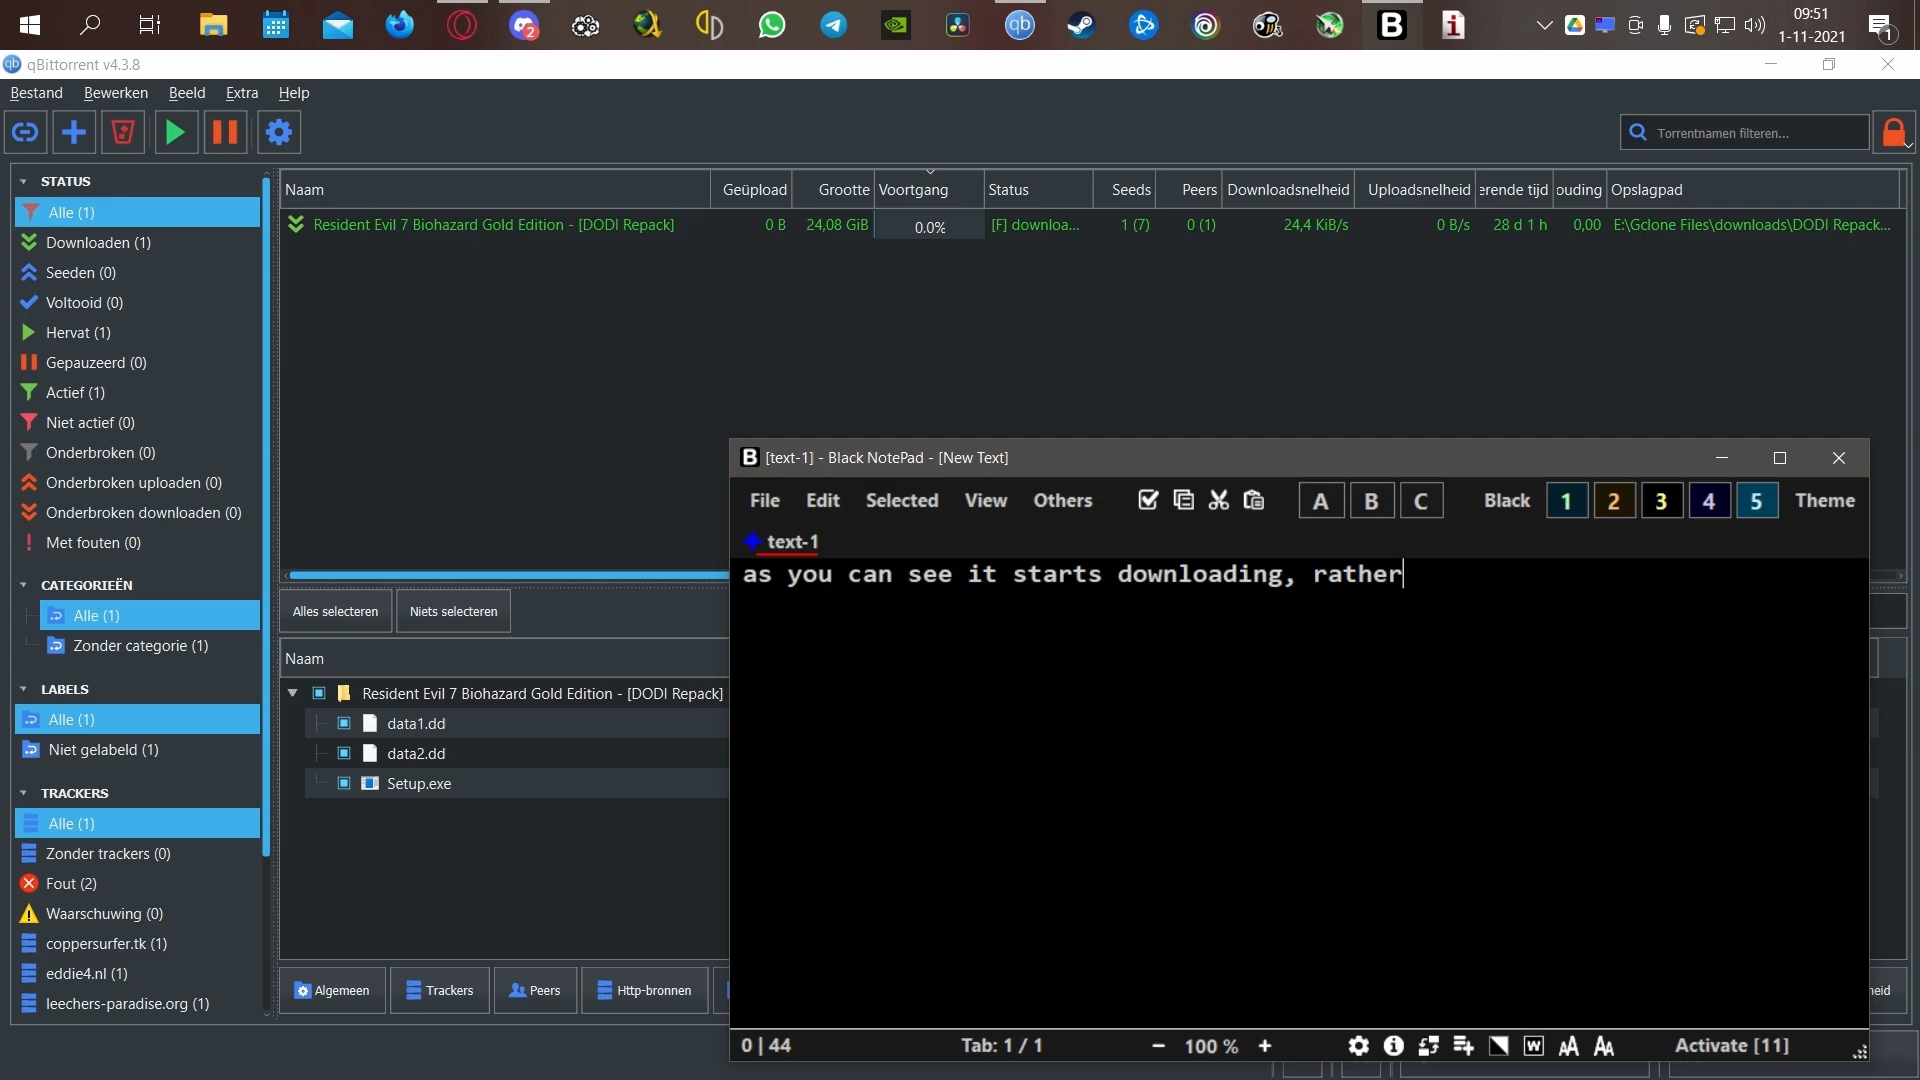 2
09:51
1-11-2021
1
qBittorrent v4.3.8
Bestand Bewerken Beeld Extra Help
Torrentnamen filteren...
STATUS
Alle (1)
Downloaden (1)
Seeden (0)
Voltooid (0)
Hervat (1)
Gepauzeerd (0)
Actief (1)
Niet actief (0)
Onderbroken (0)
Onderbroken uploaden (0)
Onderbroken downloaden (0)
Met fouten (0)
CATEGORIEËN
Alle (1)
Zonder categorie (1)
LABELS
Alle (1)
Niet gelabeld (1)
TRACKERS
Alle (1)
Zonder trackers (0)
Fout (2)
Waarschuwing (0)
coppersurfer.tk (1)
eddie4.nl (1)
leechers-paradise.org (1)
Naam Geüpload Grootte Voortgang Status Seeds Peers Downloadsnelheid Uploadsnelheid erende tijd ouding Opslagpad
Resident Evil 7 Biohazard Gold Edition - [DODI Repack] 0 B 24,08 GiB 0.0% [F] downloa... 1 (7) 0 (1) 24,4 KiB/s 0 B/s 28 d 1 h 0,00 E:\Gclone Files\downloads\DODI Repack...
Alles selecteren Niets selecteren
Naam
Resident Evil 7 Biohazard Gold Edition - [DODI Repack]
data1.dd
data2.dd
Setup.exe
Algemeen Trackers Peers Http-bronnen
heid
B [text-1] - Black NotePad - [New Text]
File Edit Selected View Others A B C Black 1 2 3 4 5 Theme
text-1
as you can see it starts downloading, rather
0 | 44 Tab: 1 / 1 − 100 % + Activate [11]